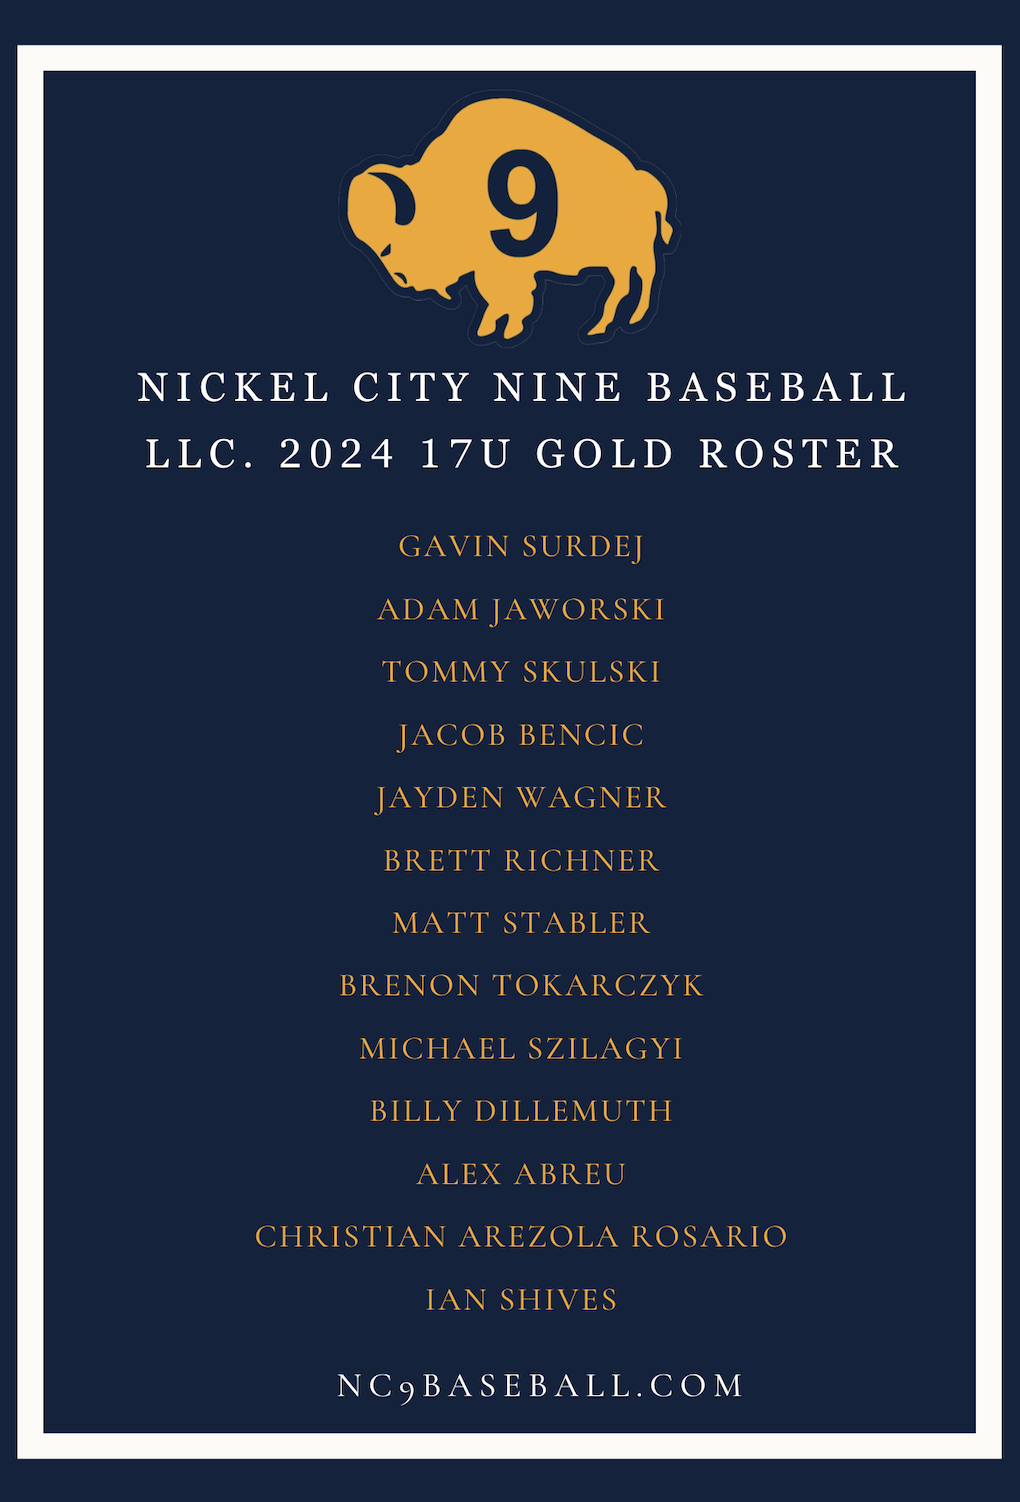 9
NICKEL CITY NINE BASEBALL
LLC. 2024 17U GOLD ROSTER
GAVIN SURDEJ
ADAM JAWORSKI
TOMMY SKULSKI
JACOB BENCIC
JAYDEN WAGNER
BRETT RICHNER
MATT STABLER
BRENON TOKARCZYK
MICHAEL SZILAGYI
BILLY DILLEMUTH
ALEX ABREU
CHRISTIAN AREZOLA ROSARIO
IAN SHIVES
NC9BASEBALL.COM